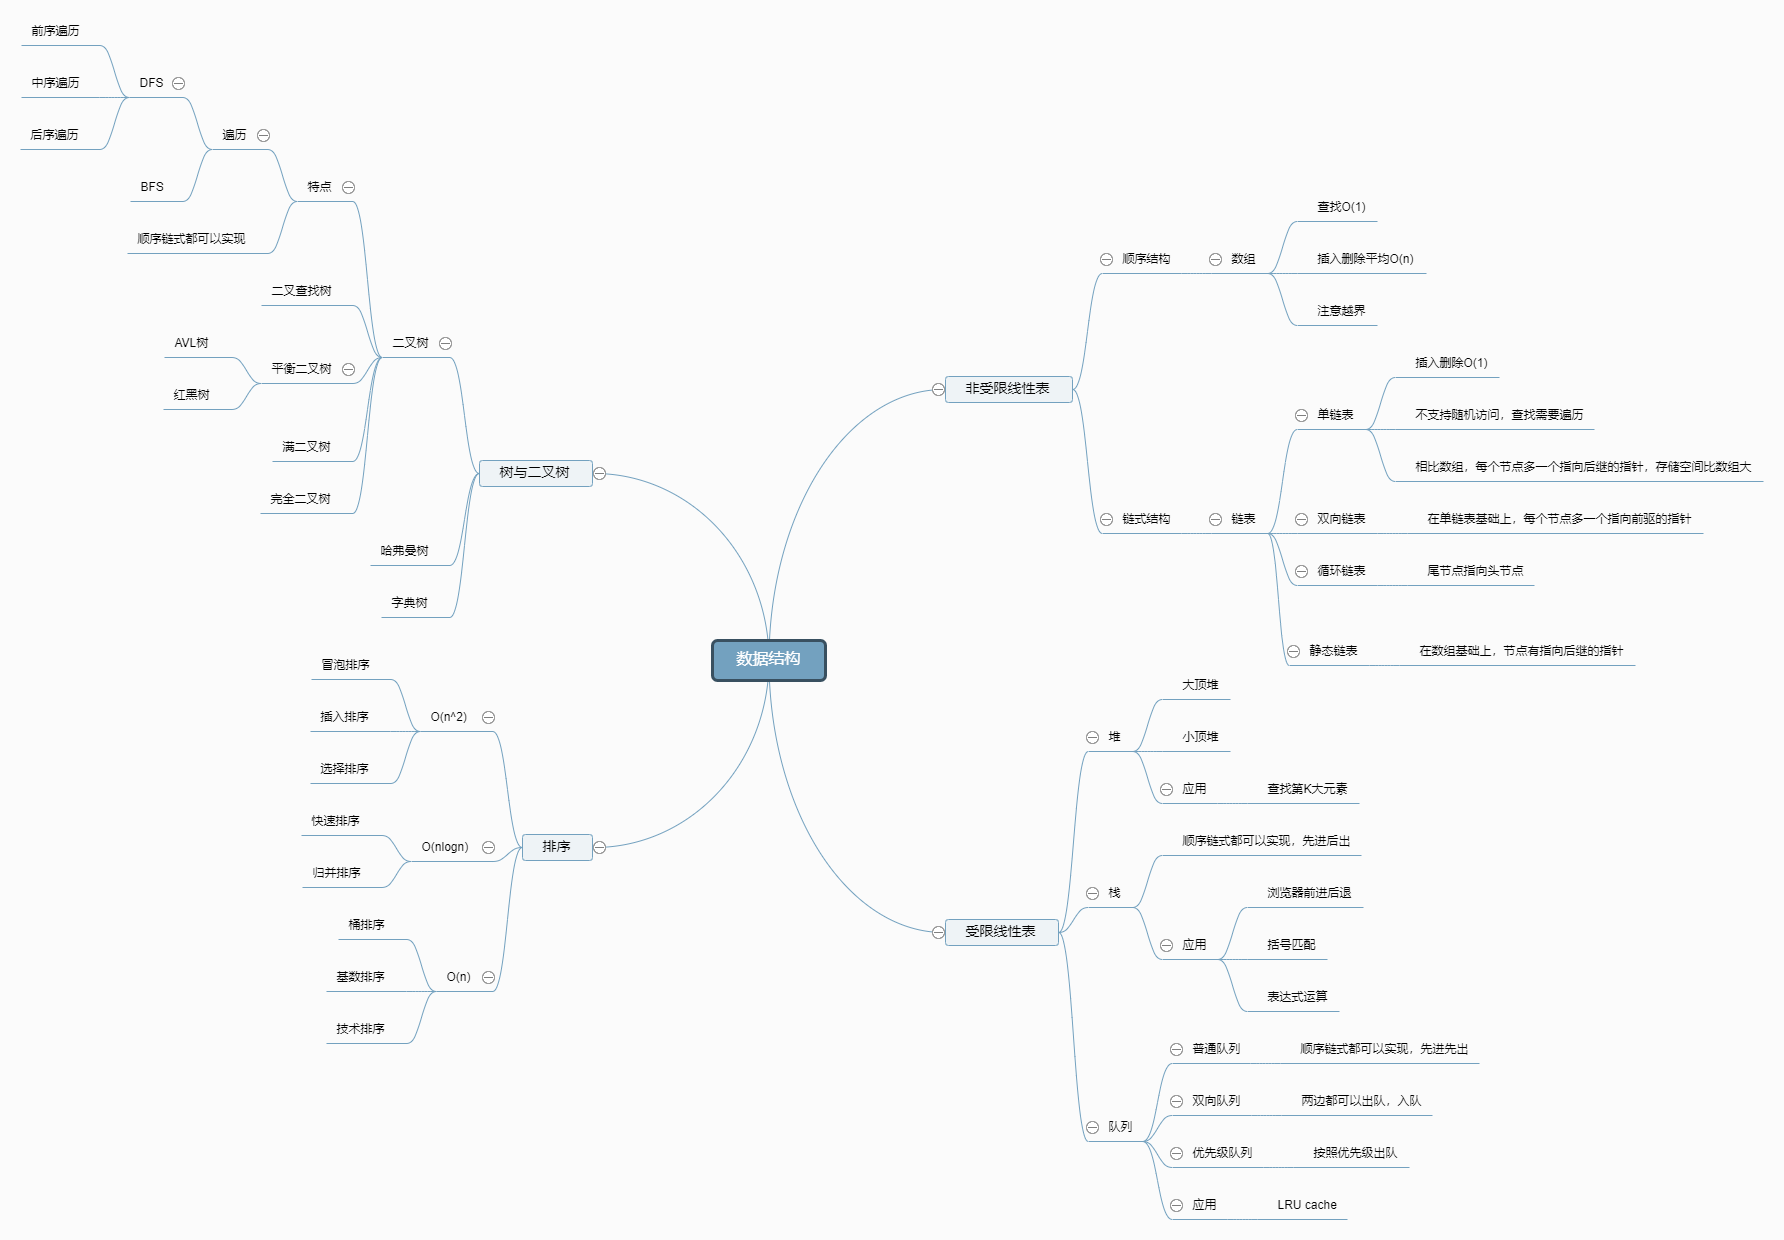 数据结构
非受限线性表
顺序结构
数组
查找O(1)
插入删除平均O(n)
注意越界
链式结构
链表
单链表
插入删除O(1)
不支持随机访问，查找需要遍历
相比数组，每个节点多一个指向后继的指针，存储空间比数组大
双向链表
在单链表基础上，每个节点多一个指向前驱的指针
循环链表
尾节点指向头节点
静态链表
在数组基础上，节点有指向后继的指针
受限线性表
堆
大顶堆
小顶堆
应用
查找第K大元素
栈
顺序链式都可以实现，先进后出
应用
浏览器前进后退
括号匹配
表达式运算
队列
普通队列
顺序链式都可以实现，先进先出
双向队列
两边都可以出队，入队
优先级队列
按照优先级出队
应用
LRU cache
树与二叉树
二叉树
特点
遍历
DFS
前序遍历
中序遍历
后序遍历
BFS
顺序链式都可以实现
二叉查找树
平衡二叉树
AVL树
红黑树
满二叉树
完全二叉树
哈弗曼树
字典树
排序
O(n^2)
冒泡排序
插入排序
选择排序
O(nlogn)
快速排序
归并排序
O(n)
桶排序
基数排序
技术排序